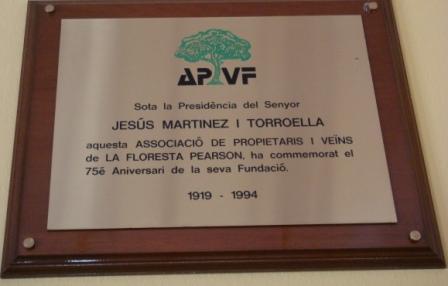 APVF
Sota la Presidència del Senyor
JESÚS MARTINEZ I TORROELLA
aquesta ASSOCIACIÓ DE PROPIETARIS I VEÏNS
de LA FLORESTA PEARSON, ha commemorat el
75é Aniversari de la seva Fundació.
1919 - 1994